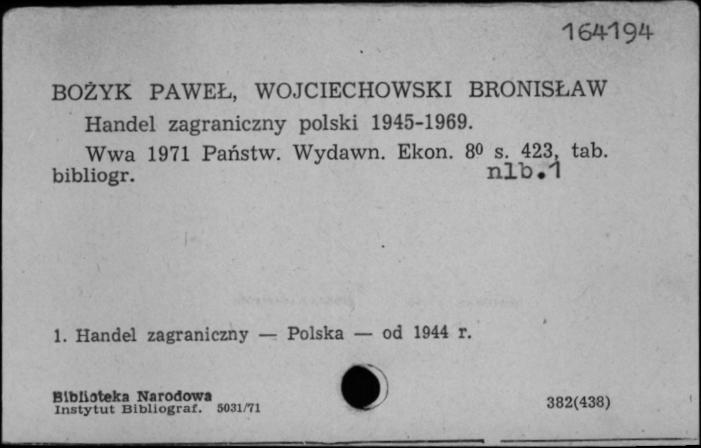 164194
BOŻYK PAWEŁ, WOJCIECHOWSKI BRONISŁAW
Handel zagraniczny polski 1945-1969.
Wwa 1971 Państw. Wydawn. Ekon. 8⁰ s. 423, tab.
bibliogr. nlb.1
1. Handel zagraniczny — Polska — od 1944 r.
Biblioteka Narodowa
Instytut Bibliograf. 5031/71
382(438)